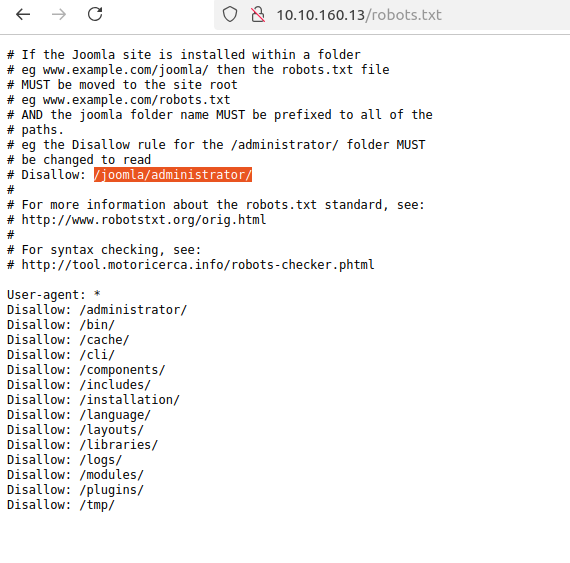 10.10.160.13/robots.txt
# If the Joomla site is installed within a folder
# eg www.example.com/joomla/ then the robots.txt file
# MUST be moved to the site root
# eg www.example.com/robots.txt
# AND the joomla folder name MUST be prefixed to all of the
# paths.
# eg the Disallow rule for the /administrator/ folder MUST
# be changed to read
# Disallow: /joomla/administrator/
#
# For more information about the robots.txt standard, see:
# http://www.robotstxt.org/orig.html
#
# For syntax checking, see:
# http://tool.motoricerca.info/robots-checker.phtml
User-agent: *
Disallow: /administrator/
Disallow: /bin/
Disallow: /cache/
Disallow: /cli/
Disallow: /components/
Disallow: /includes/
Disallow: /installation/
Disallow: /language/
Disallow: /layouts/
Disallow: /libraries/
Disallow: /logs/
Disallow: /modules/
Disallow: /plugins/
Disallow: /tmp/